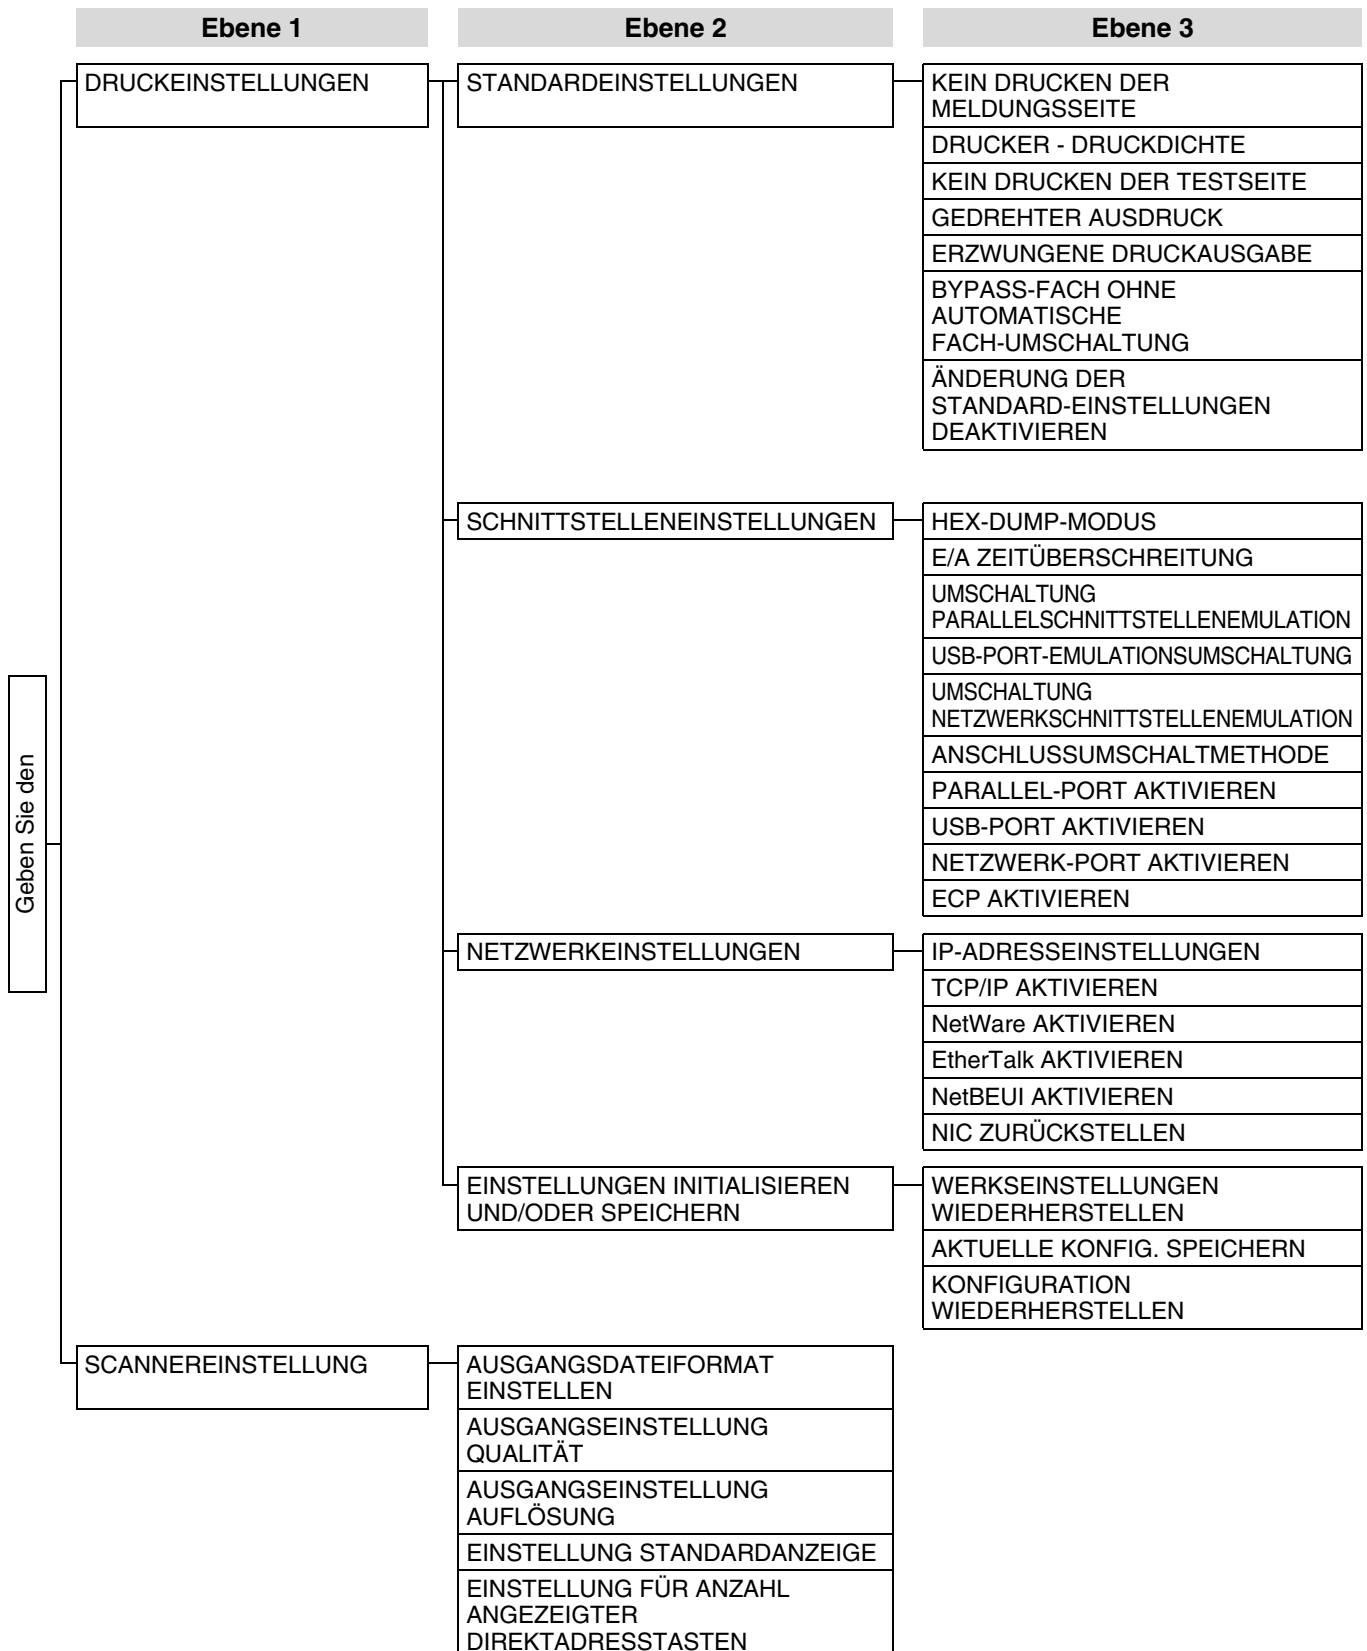 Ebene 1
Ebene 2
Ebene 3
Geben Sie den
DRUCKEINSTELLUNGEN
STANDARDEINSTELLUNGEN
KEIN DRUCKEN DER
MELDUNGSSEITE
DRUCKER - DRUCKDICHTE
KEIN DRUCKEN DER TESTSEITE
GEDREHTER AUSDRUCK
ERZWUNGENE DRUCKAUSGABE
BYPASS-FACH OHNE
AUTOMATISCHE
FACH-UMSCHALTUNG
ÄNDERUNG DER
STANDARD-EINSTELLUNGEN
DEAKTIVIEREN
SCHNITTSTELLENEINSTELLUNGEN
HEX-DUMP-MODUS
E/A ZEITÜBERSCHREITUNG
UMSCHALTUNG
PARALLELSCHNITTSTELLENEMULATION
USB-PORT-EMULATIONSUMSCHALTUNG
UMSCHALTUNG
NETZWERKSCHNITTSTELLENEMULATION
ANSCHLUSSUMSCHALTMETHODE
PARALLEL-PORT AKTIVIEREN
USB-PORT AKTIVIEREN
NETZWERK-PORT AKTIVIEREN
ECP AKTIVIEREN
NETZWERKEINSTELLUNGEN
IP-ADRESSEINSTELLUNGEN
TCP/IP AKTIVIEREN
NetWare AKTIVIEREN
EtherTalk AKTIVIEREN
NetBEUI AKTIVIEREN
NIC ZURÜCKSTELLEN
EINSTELLUNGEN INITIALISIEREN
UND/ODER SPEICHERN
WERKSEINSTELLUNGEN
WIEDERHERSTELLEN
AKTUELLE KONFIG. SPEICHERN
KONFIGURATION
WIEDERHERSTELLEN
SCANNEREINSTELLUNG
AUSGANGSDATEIFORMAT
EINSTELLEN
AUSGANGSEINSTELLUNG
QUALITÄT
AUSGANGSEINSTELLUNG
AUFLÖSUNG
EINSTELLUNG STANDARDANZEIGE
EINSTELLUNG FÜR ANZAHL
ANGEZEIGTER
DIREKTADRESSTASTEN